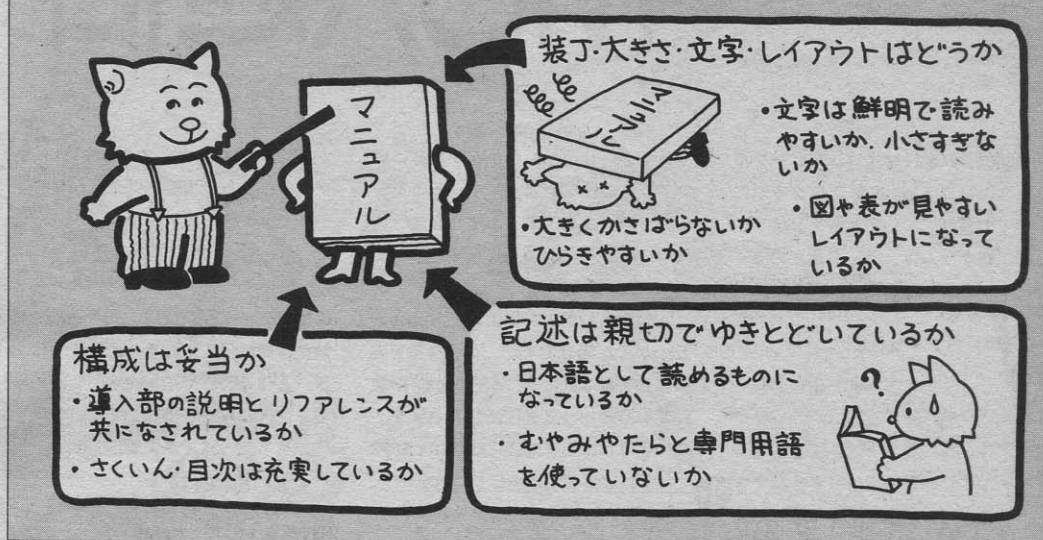 マニュアル
装丁・大きさ・文字・レイアウトはどうか
マニュアル
・文字は鮮明で読み
やすいか、小さすぎな
いか
・大きくかさばらないか
ひらきやすいか
・図や表が見やすい
レイアウトになって
いるか
構成は妥当か
・導入部の説明とリファレンスが
共になされているか
・さくいん・目次は充実しているか
記述は親切でゆきとどいているか
・日本語として読めるものに
なっているか
・むやみやたらと専門用語
を使っていないか
?